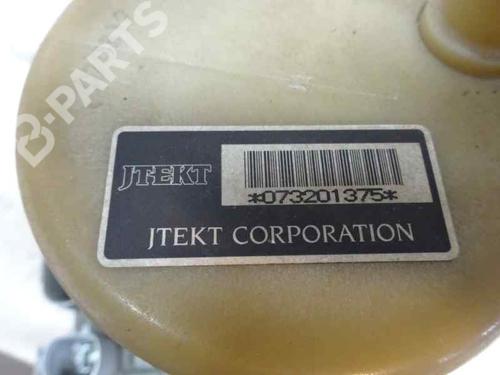 B-PARTS
JTEKT
*073201375*
JTEKT CORPORATION